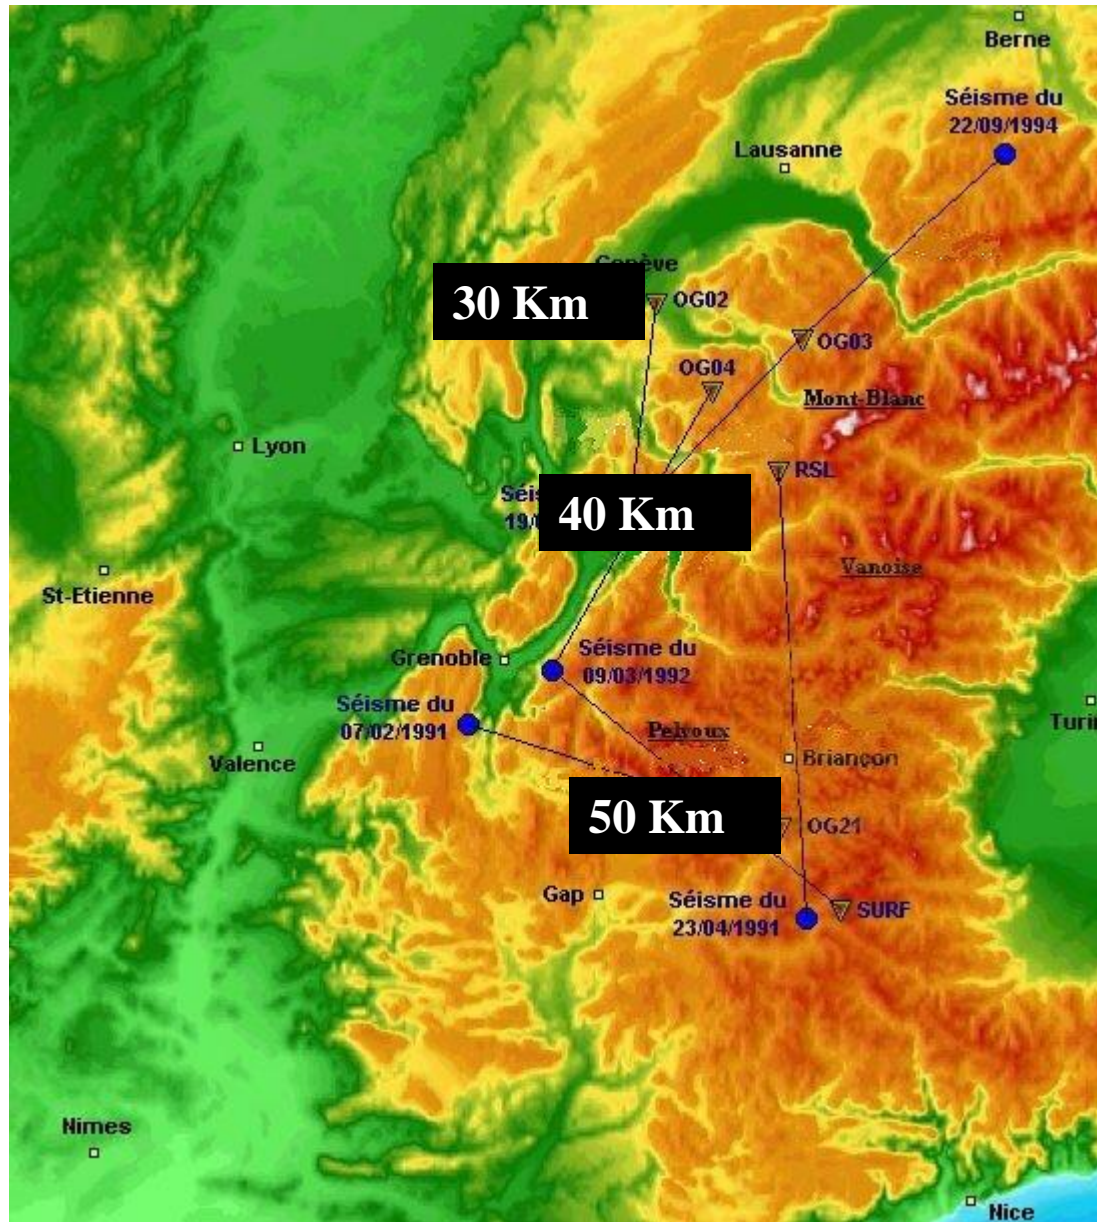 Berne
Séisme du
22/09/1994
Lausanne
30 Km
OG02
OG03
OG04
Mont-Blanc
Lyon
RSL
40 Km
Vanoise
St-Etienne
Grenoble
Séisme du
09/03/1992
Séisme du
07/02/1991
Pelvoux
Turin
Valence
Briançon
50 Km
OG21
Gap
Séisme du
23/04/1991
SURF
Nimes
Nice